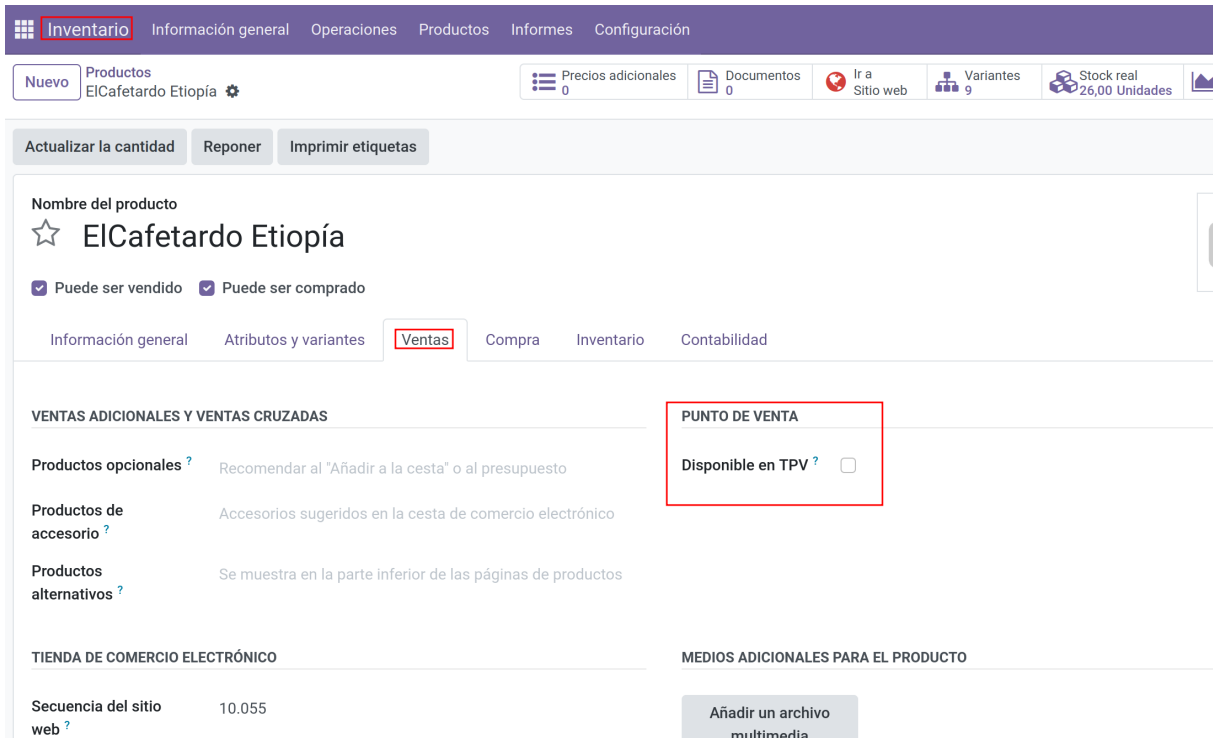 Inventario Información general Operaciones Productos Informes Configuración
Nuevo
Productos
ElCafetardo Etiopía
Precios adicionales
0
Documentos
0
Ir a
Sitio web
Variantes
9
Stock real
26,00 Unidades
Actualizar la cantidad Reponer Imprimir etiquetas
Nombre del producto
ElCafetardo Etiopía
Puede ser vendido Puede ser comprado
Información general Atributos y variantes Ventas Compra Inventario Contabilidad
VENTAS ADICIONALES Y VENTAS CRUZADAS
Productos opcionales ? Recomendar al "Añadir a la cesta" o al presupuesto
Productos de
accesorio ?
Accesorios sugeridos en la cesta de comercio electrónico
Productos
alternativos ?
Se muestra en la parte inferior de las páginas de productos
PUNTO DE VENTA
Disponible en TPV ?
TIENDA DE COMERCIO ELECTRÓNICO
Secuencia del sitio
web ?
10.055
MEDIOS ADICIONALES PARA EL PRODUCTO
Añadir un archivo
multimedia